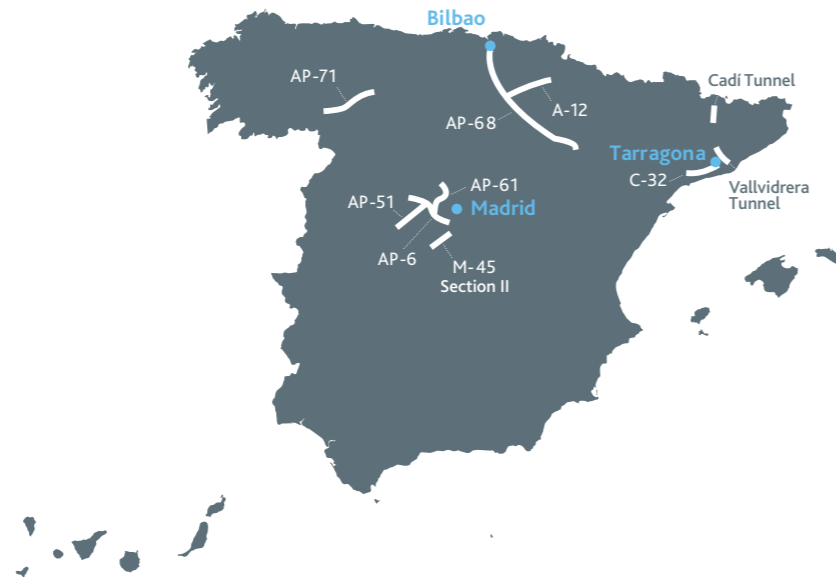 Bilbao
AP-71
Cadí Tunnel
A-12
AP-68
Tarragona
C-32
Vallvidrera
Tunnel
AP-61
AP-51
Madrid
AP-6
M-45
Section II